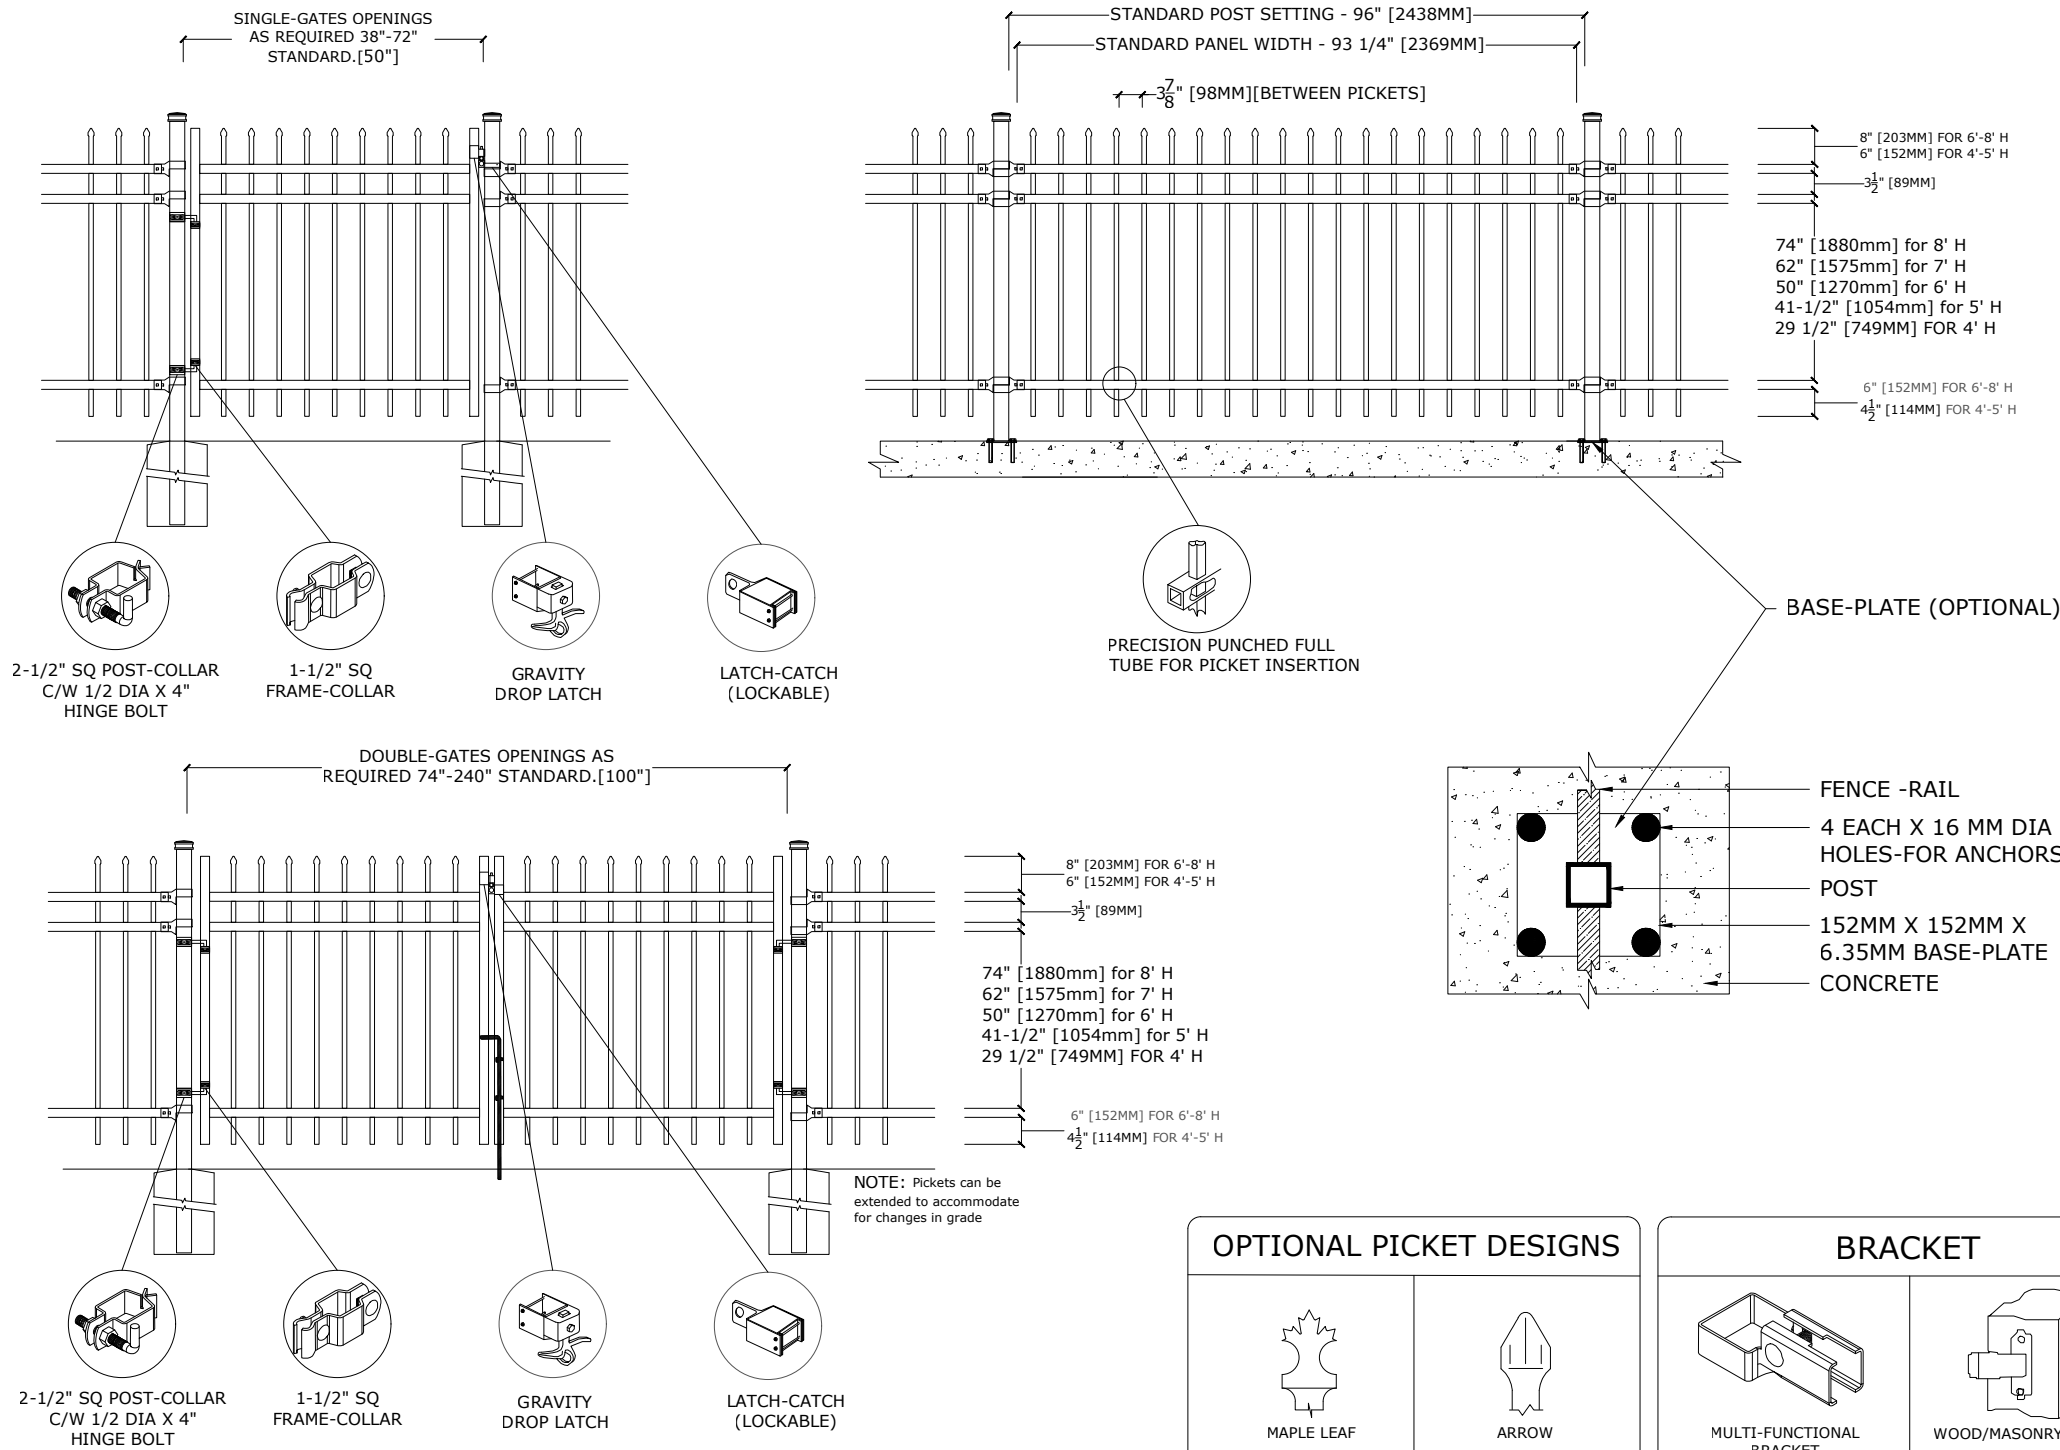 SINGLE-GATES OPENINGS
AS REQUIRED 38"-72"
STANDARD.[50"]
STANDARD POST SETTING - 96" [2438MM]
STANDARD PANEL WIDTH - 93 1/4" [2369MM]
3 7/8" [98MM][BETWEEN PICKETS]
8" [203MM] FOR 6'-8' H
6" [152MM] FOR 4'-5' H
3 1/2" [89MM]
74" [1880mm] for 8' H
62" [1575mm] for 7' H
50" [1270mm] for 6' H
41-1/2" [1054mm] for 5' H
29 1/2" [749MM] FOR 4' H
6" [152MM] FOR 6'-8' H
4 1/2" [114MM] FOR 4'-5' H
2-1/2" SQ POST-COLLAR
C/W 1/2 DIA X 4"
HINGE BOLT
1-1/2" SQ
FRAME-COLLAR
GRAVITY
DROP LATCH
LATCH-CATCH
(LOCKABLE)
PRECISION PUNCHED FULL
TUBE FOR PICKET INSERTION
BASE-PLATE (OPTIONAL)
FENCE -RAIL
4 EACH X 16 MM DIA
HOLES-FOR ANCHORS
POST
152MM X 152MM X
6.35MM BASE-PLATE
CONCRETE
DOUBLE-GATES OPENINGS AS
REQUIRED 74"-240" STANDARD.[100"]
8" [203MM] FOR 6'-8' H
6" [152MM] FOR 4'-5' H
3 1/2" [89MM]
74" [1880mm] for 8' H
62" [1575mm] for 7' H
50" [1270mm] for 6' H
41-1/2" [1054mm] for 5' H
29 1/2" [749MM] FOR 4' H
6" [152MM] FOR 6'-8' H
4 1/2" [114MM] FOR 4'-5' H
NOTE: Pickets can be
extended to accommodate
for changes in grade
2-1/2" SQ POST-COLLAR
C/W 1/2 DIA X 4"
HINGE BOLT
1-1/2" SQ
FRAME-COLLAR
GRAVITY
DROP LATCH
LATCH-CATCH
(LOCKABLE)
OPTIONAL PICKET DESIGNS
MAPLE LEAF
ARROW
BRACKET
MULTI-FUNCTIONAL
BRACKET
WOOD/MASONRY